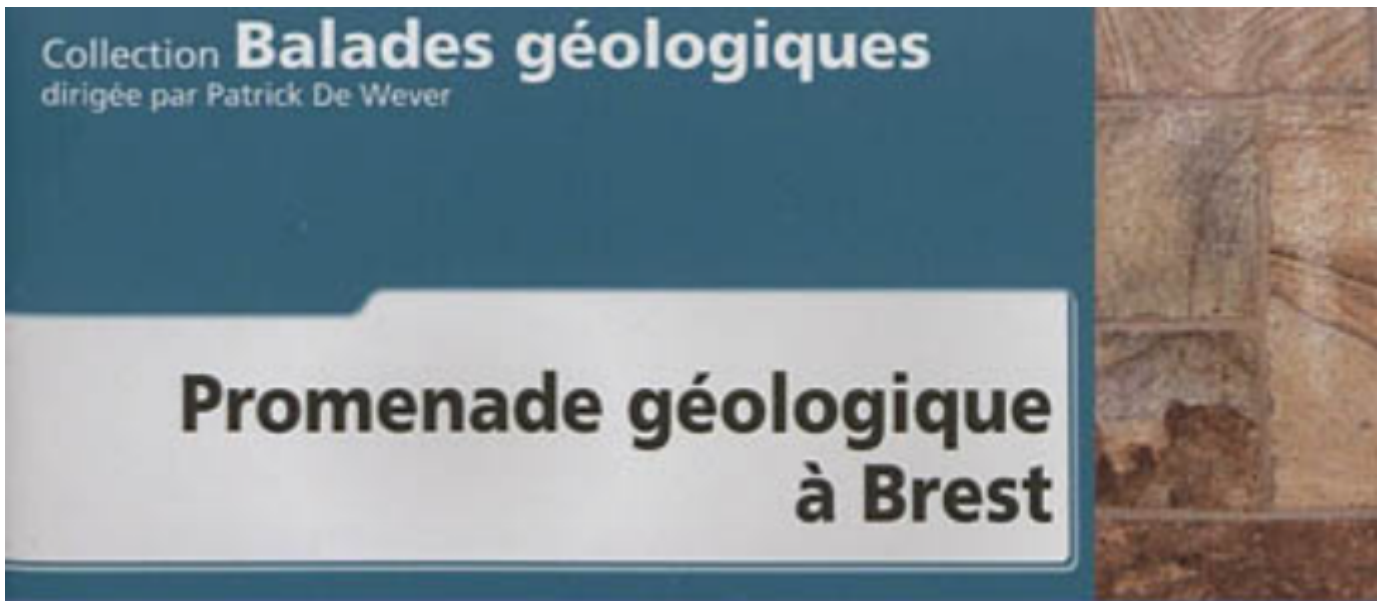 Collection Balades géologiques
dirigée par Patrick De Wever
Promenade géologique
à Brest